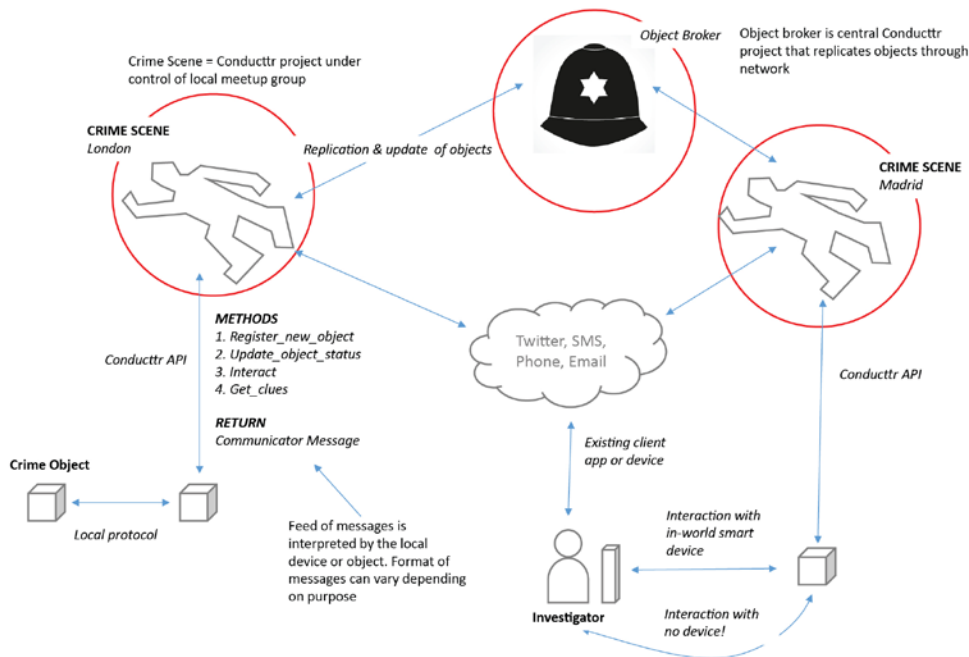 Crime Scene = Conducttr project under
control of local meetup group
Object Broker
Object broker is central Conducttr
project that replicates objects through
network
CRIME SCENE
London
Replication & update of objects
CRIME SCENE
Madrid
METHODS
1. Register_new_object
2. Update_object_status
3. Interact
4. Get_clues
Conducttr API
Twitter, SMS,
Phone, Email
Conducttr API
RETURN
Communicator Message
Existing client
app or device
Crime Object
Local protocol
Feed of messages is
interpreted by the local
device or object. Format of
messages can vary depending
on purpose
Interaction with
in-world smart
device
Investigator
Interaction with
no device!